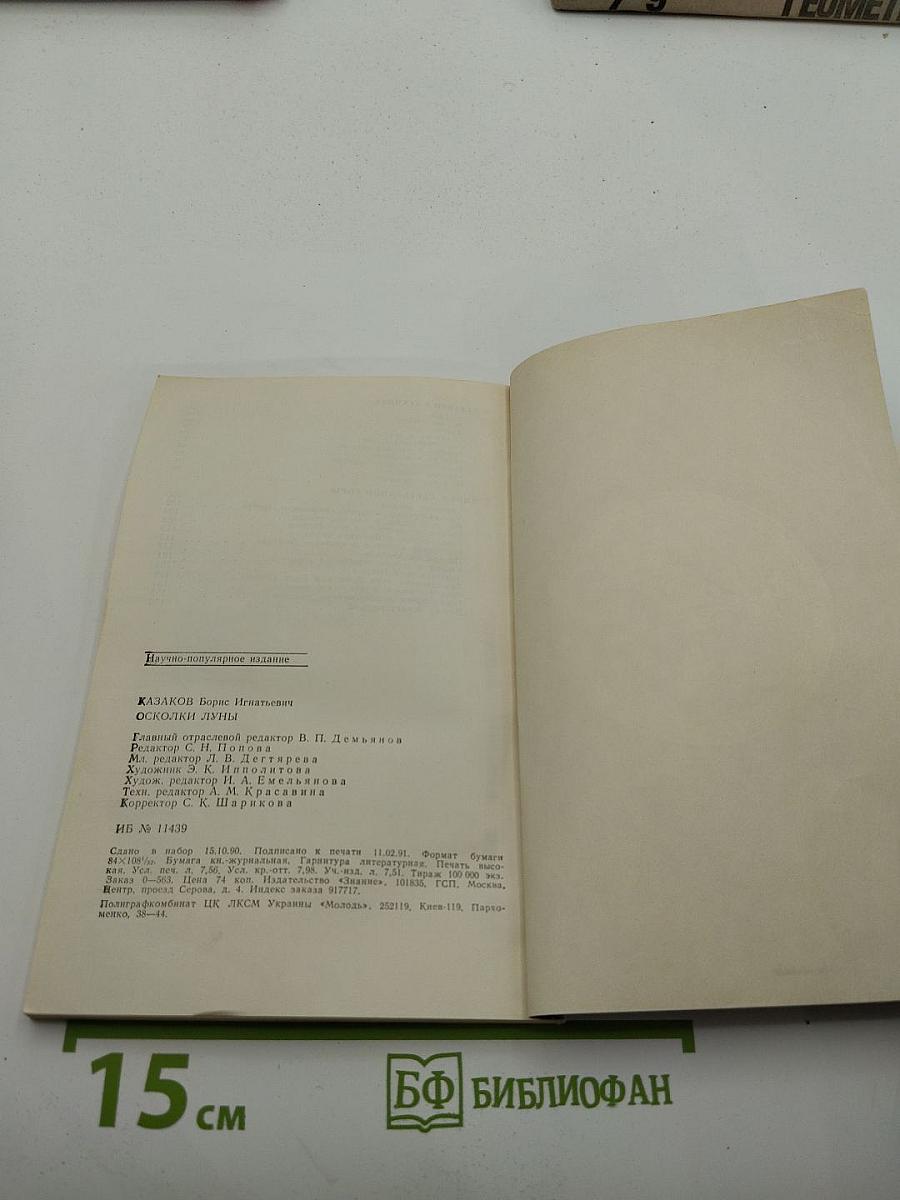 7 9
ГЕОМЕТ
Научно-популярное издание
КАЗАКОВ Борис Игнатьевич
ОСКОЛКИ ЛУНЫ
Главный отраслевой редактор В. П. Демьянов
Редактор С. Н. Попова
Мл. редактор Л. В. Дегтярева
Художник Э. К. Ипполитова
Худож. редактор И. А. Емельянова
Техн. редактор А. М. Красавина
Корректор С. К. Шарикова
ИБ № 11439
Сдано в набор 15.10.90. Подписано к печати 11.02.91. Формат бумаги
84×108¹/₃₂. Бумага кн.-журнальная. Гарнитура литературная. Печать высо-
кая. Усл. печ. л. 7,56. Усл. кр.-отт. 7,98. Уч.-изд. л. 7,51. Тираж 100 000 экз.
Заказ 0—563. Цена 74 коп. Издательство «Знание», 101835, ГСП, Москва,
Центр, проезд Серова, д. 4. Индекс заказа 917717.
Полиграфкомбинат ЦК ЛКСМ Украины «Молодь», 252119, Киев-119, Пархо-
менко, 38—44.
15 см
БФ БИБЛИОФАН